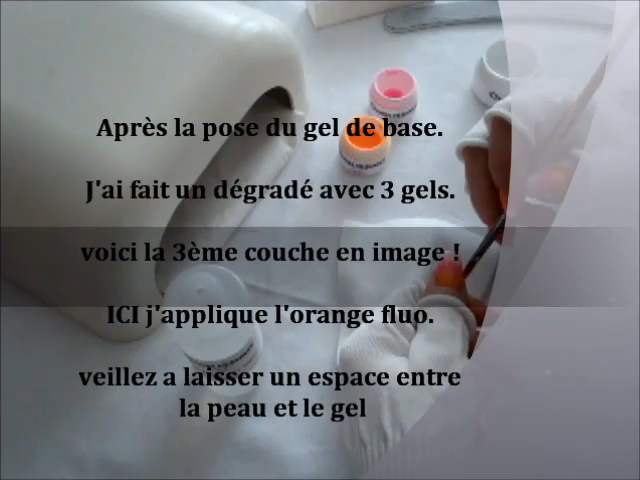 Après la pose du gel de base.
J'ai fait un dégradé avec 3 gels.
voici la 3ème couche en image !
ICI j'applique l'orange fluo.
veillez a laisser un espace entre
la peau et le gel